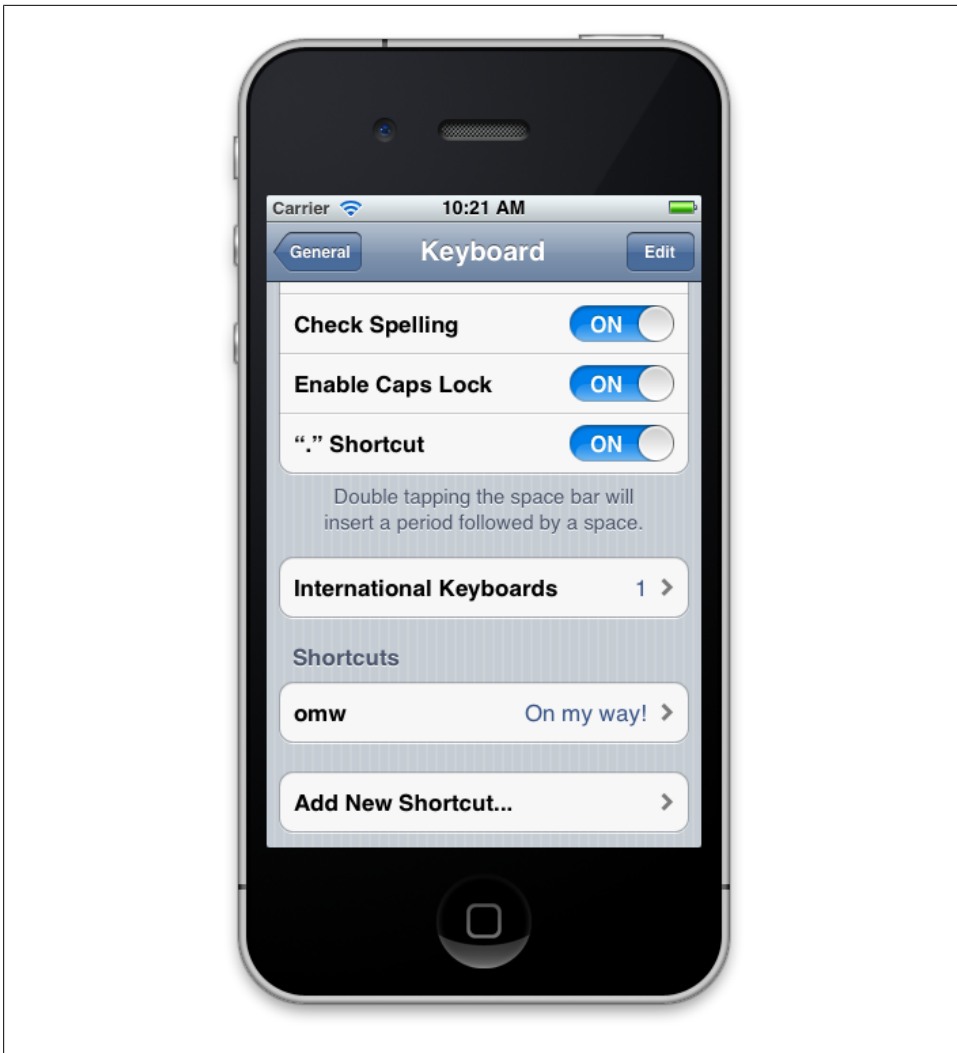 Carrier 10:21 AM
General Keyboard Edit
Check Spelling ON
Enable Caps Lock ON
“.” Shortcut ON
Double tapping the space bar will
insert a period followed by a space.
International Keyboards 1
Shortcuts
omw On my way!
Add New Shortcut...